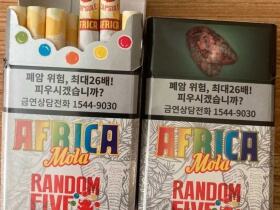 폐암 위험, 최대26배!
피우시겠습니까?
금연상담전화 1544-9030
AFRICA
Mola
RANDOM
FIVE
폐암 위험, 최대26배!
피우시겠습니까?
금연상담전화 1544-9030
AFRICA
Mola
RANDOM
FIVE